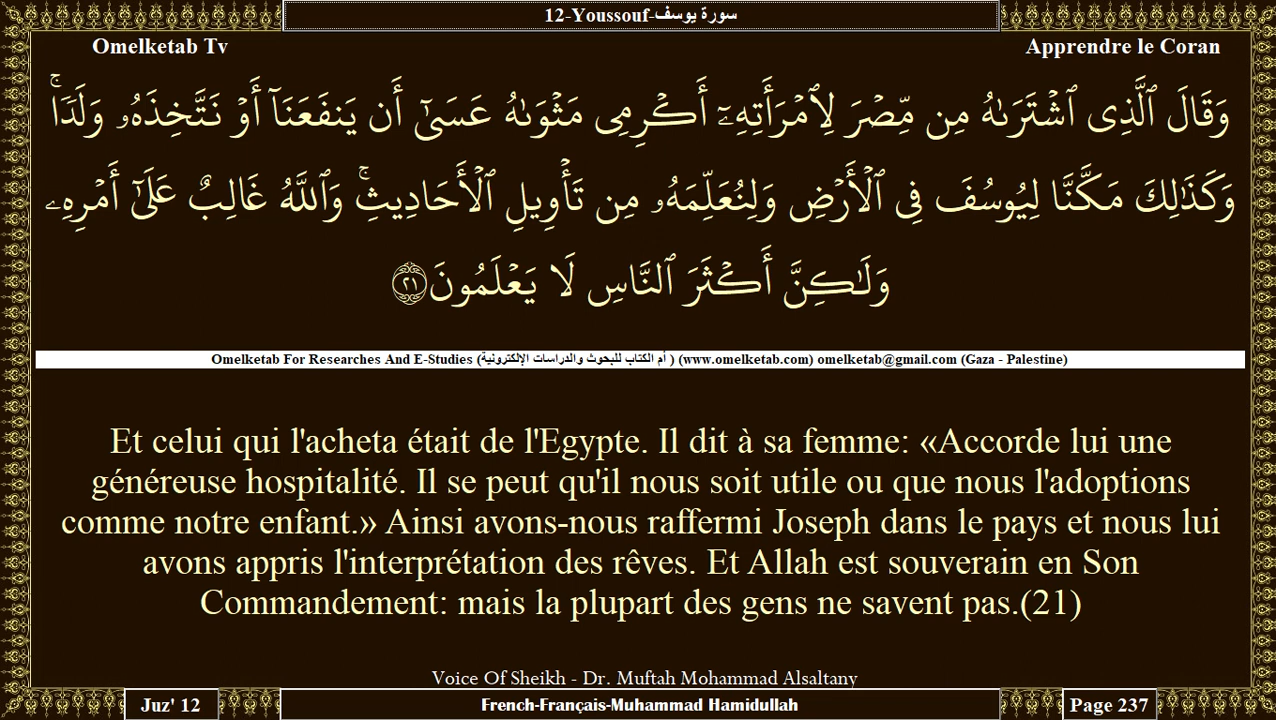 12-Youssouf-سورة يوسف
Omelketab Tv
Apprendre le Coran
وَقَالَ ٱلَّذِى ٱشْتَرَىٰهُ مِن مِّصْرَ لِٱمْرَأَتِهِۦٓ أَكْرِمِى مَثْوَىٰهُ عَسَىٰٓ أَن يَنفَعَنَآ أَوْ نَتَّخِذَهُۥ وَلَدًۭا ۚ
وَكَذَٰلِكَ مَكَّنَّا لِيُوسُفَ فِى ٱلْأَرْضِ وَلِنُعَلِّمَهُۥ مِن تَأْوِيلِ ٱلْأَحَادِيثِ ۚ وَٱللَّهُ غَالِبٌ عَلَىٰٓ أَمْرِهِۦ
وَلَٰكِنَّ أَكْثَرَ ٱلنَّاسِ لَا يَعْلَمُونَ ٢١
Omelketab For Researches And E-Studies (أم الكتاب للبحوث والدراسات الإلكترونية ) (www.omelketab.com) omelketab@gmail.com (Gaza - Palestine)
Et celui qui l'acheta était de l'Egypte. Il dit à sa femme: «Accorde lui une
généreuse hospitalité. Il se peut qu'il nous soit utile ou que nous l'adoptions
comme notre enfant.» Ainsi avons-nous raffermi Joseph dans le pays et nous lui
avons appris l'interprétation des rêves. Et Allah est souverain en Son
Commandement: mais la plupart des gens ne savent pas.(21)
Voice Of Sheikh - Dr. Muftah Mohammad Alsaltany
Juz' 12
French-Français-Muhammad Hamidullah
Page 237